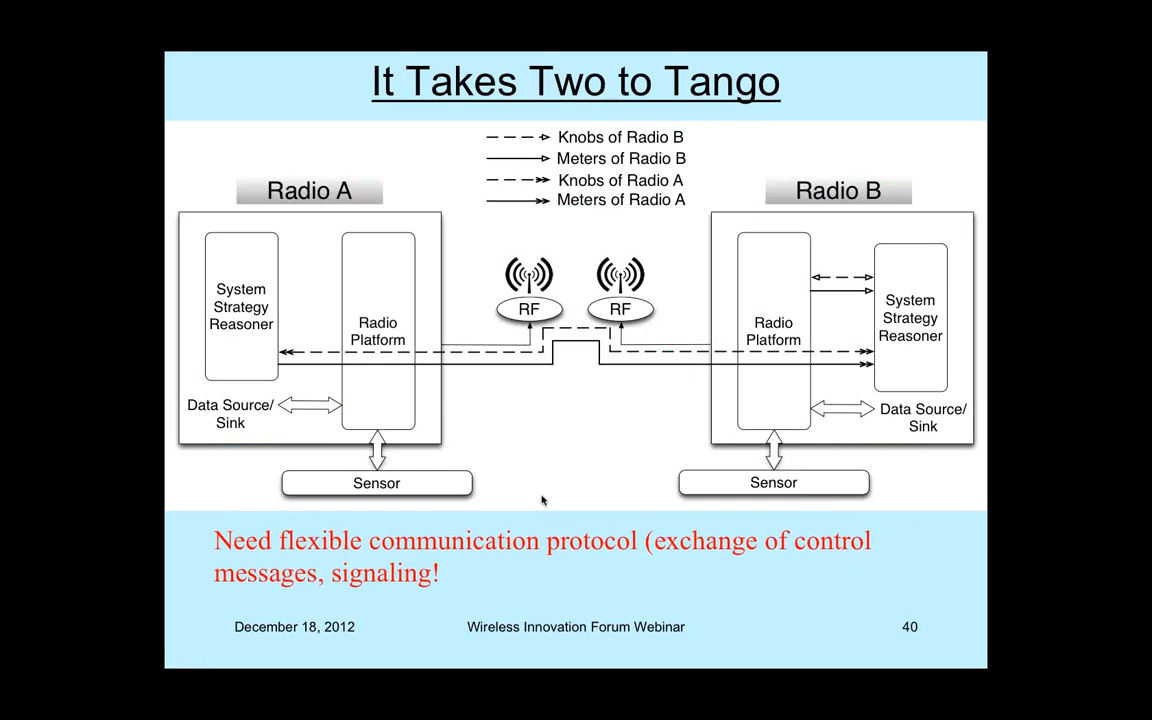 It Takes Two to Tango
Knobs of Radio B
Meters of Radio B
Knobs of Radio A
Meters of Radio A
Radio A
Radio B
System
Strategy
Reasoner
Radio
Platform
Data Source/
Sink
Sensor
RF
RF
Radio
Platform
System
Strategy
Reasoner
Data Source/
Sink
Sensor
Need flexible communication protocol (exchange of control
messages, signaling!
December 18, 2012
Wireless Innovation Forum Webinar
40